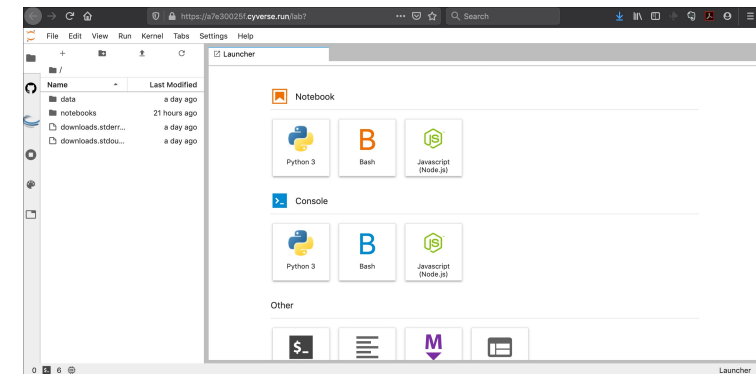 https://a7e30025f.cyverse.run/lab?
Search
File Edit View Run Kernel Tabs Settings Help
Launcher
/
Name Last Modified
data a day ago
notebooks 21 hours ago
downloads.stderr... a day ago
downloads.stdou... a day ago
Notebook
Python 3
B
Bash
JS
Javascript
(Node.js)
Console
Python 3
B
Bash
JS
Javascript
(Node.js)
Other
$_
M
0 $_ 6
Launcher